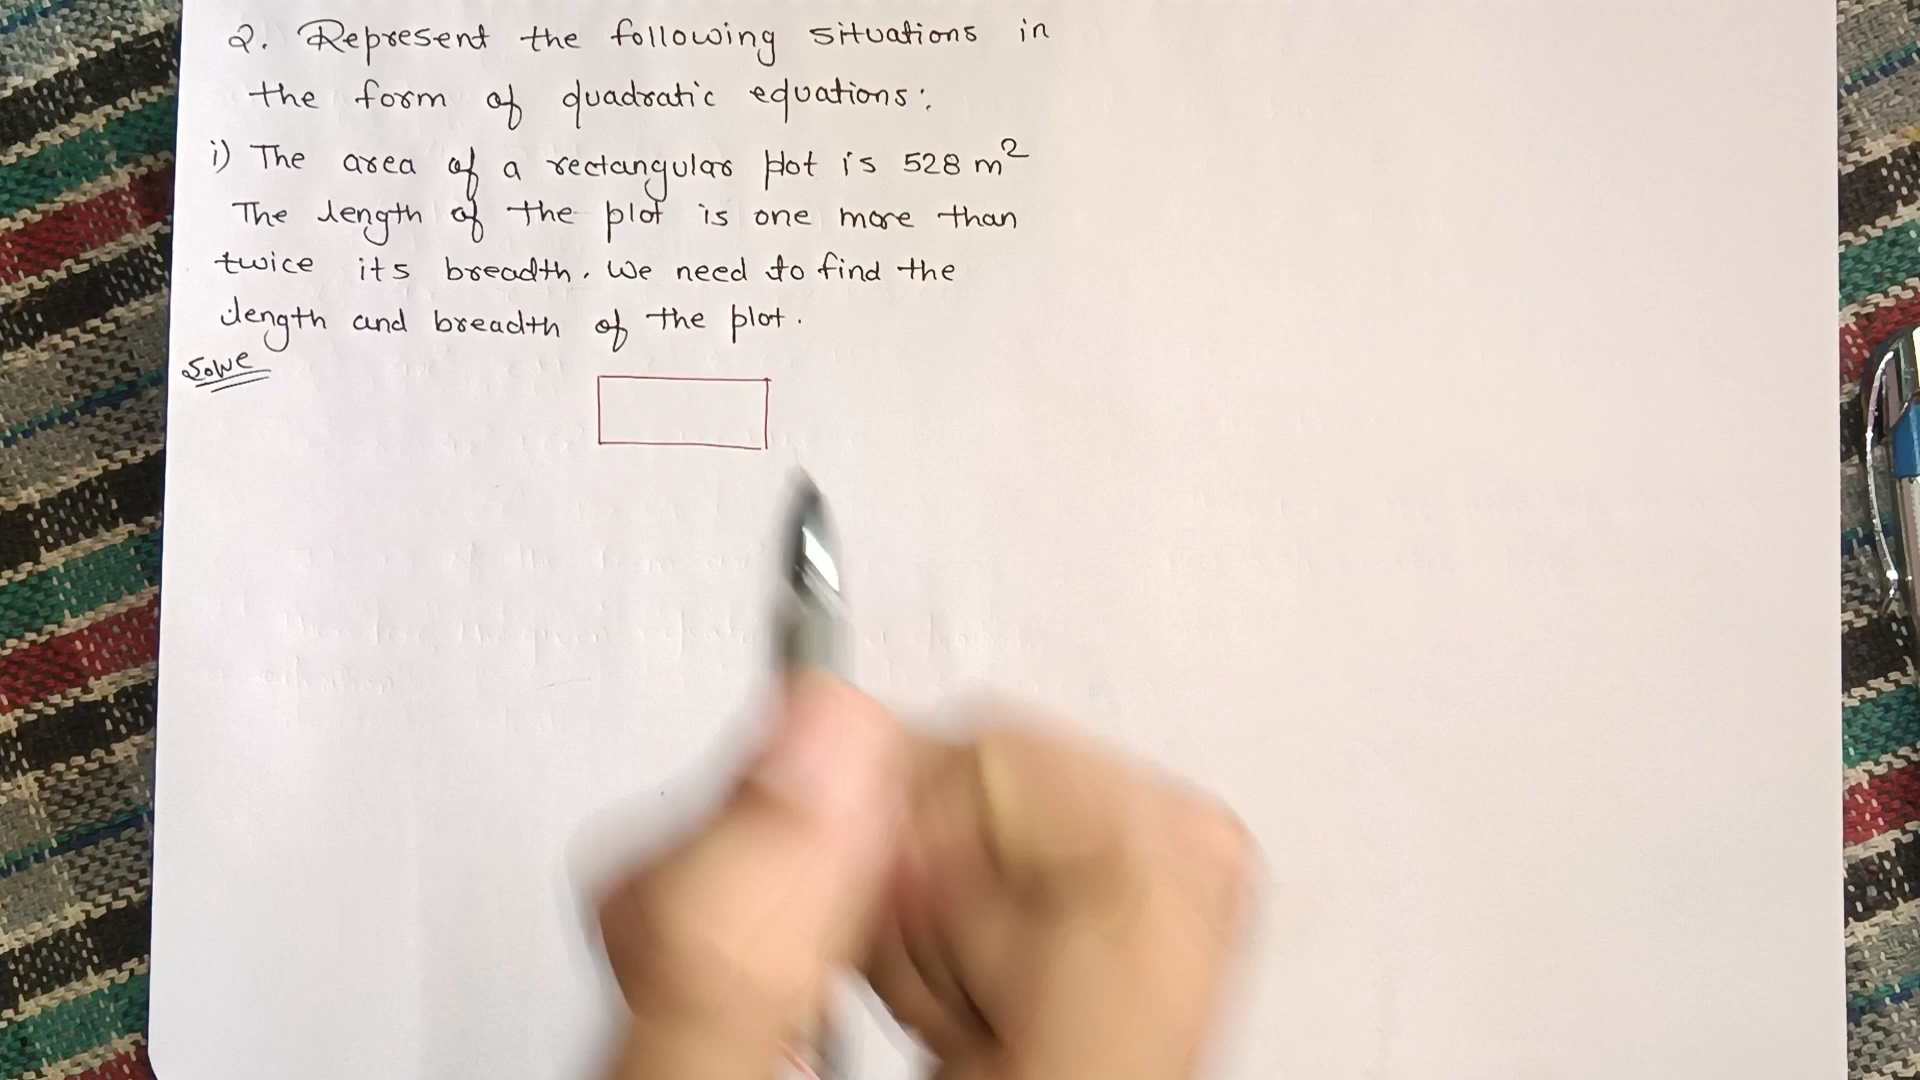 2. Represent the following situations in
the form of quadratic equations:
i) The area of a rectangular plot is 528 m²
The length of the plot is one more than
twice its breadth. We need to find the
length and breadth of the plot.
Solve